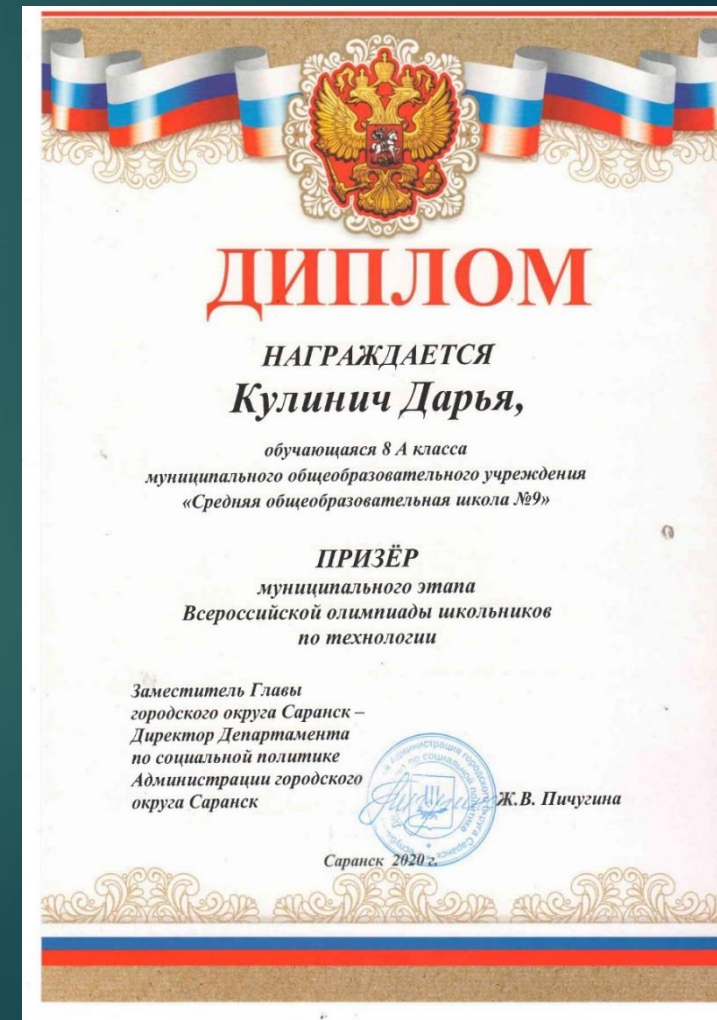 ДИПЛОМ
НАГРАЖДАЕТСЯ
Кулинич Дарья,
обучающаяся 8 А класса
муниципального общеобразовательного учреждения
«Средняя общеобразовательная школа №9»
ПРИЗЁР
муниципального этапа
Всероссийской олимпиады школьников
по технологии
Заместитель Главы
городского округа Саранск –
Директор Департамента
по социальной политике
Администрации городского
округа Саранск
Ж.В. Пичугина
Саранск 2020 г.